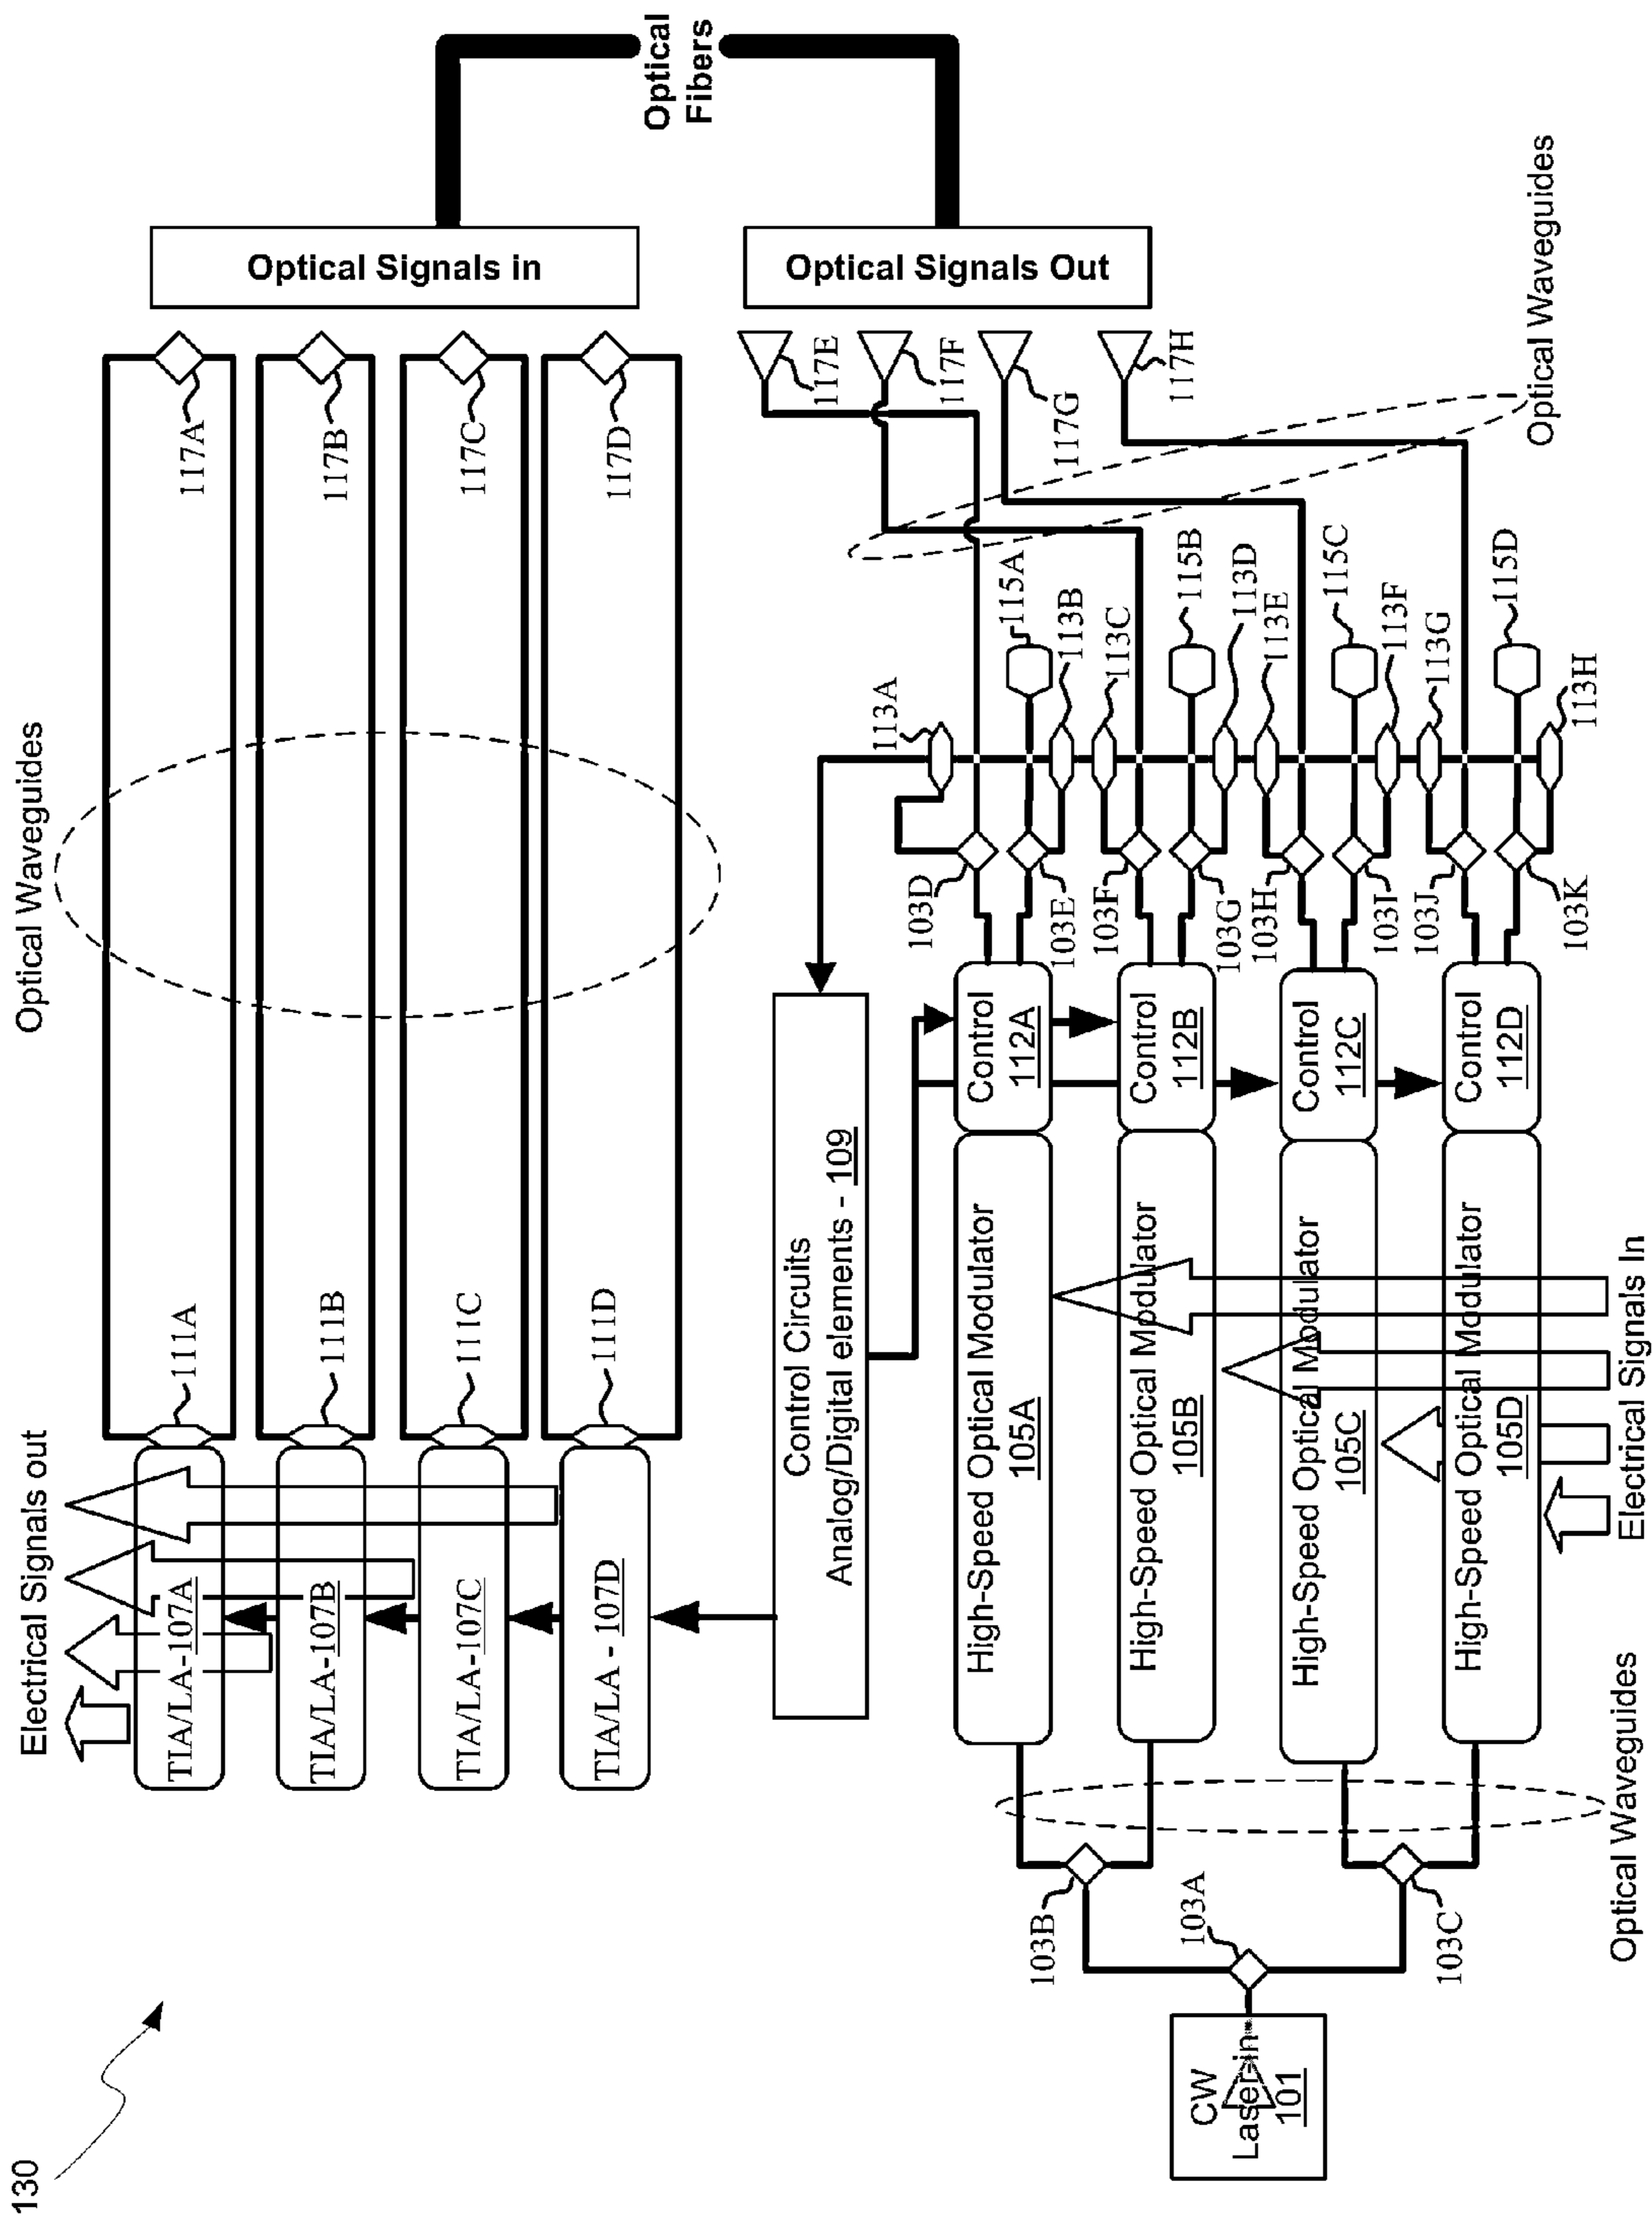 130
Electrical Signals out
Optical Waveguides
TIA/LA-107A
111A
117A
TIA/LA-107B
111B
117B
TIA/LA-107C
111C
117C
TIA/LA - 107D
111D
117D
Optical Signals in
Optical
Fibers
Control Circuits
Analog/Digital elements - 109
Optical Signals Out
117E
117F
1117G
117H
113A
103D
115A
113B
103E
113C
103F
115B
113D
103G
113E
103H
115C
113F
103I
113G
103J
115D
113H
103K
High-Speed Optical Modulator
105A
Control
112A
High-Speed Optical Modulator
105B
Control
112B
High-Speed Optical Modulator
105C
Control
112C
High-Speed Optical Modulator
105D
Control
112D
103B
103A
103C
CW
Laser-in
101
Optical Waveguides
Electrical Signals In
Optical Waveguides